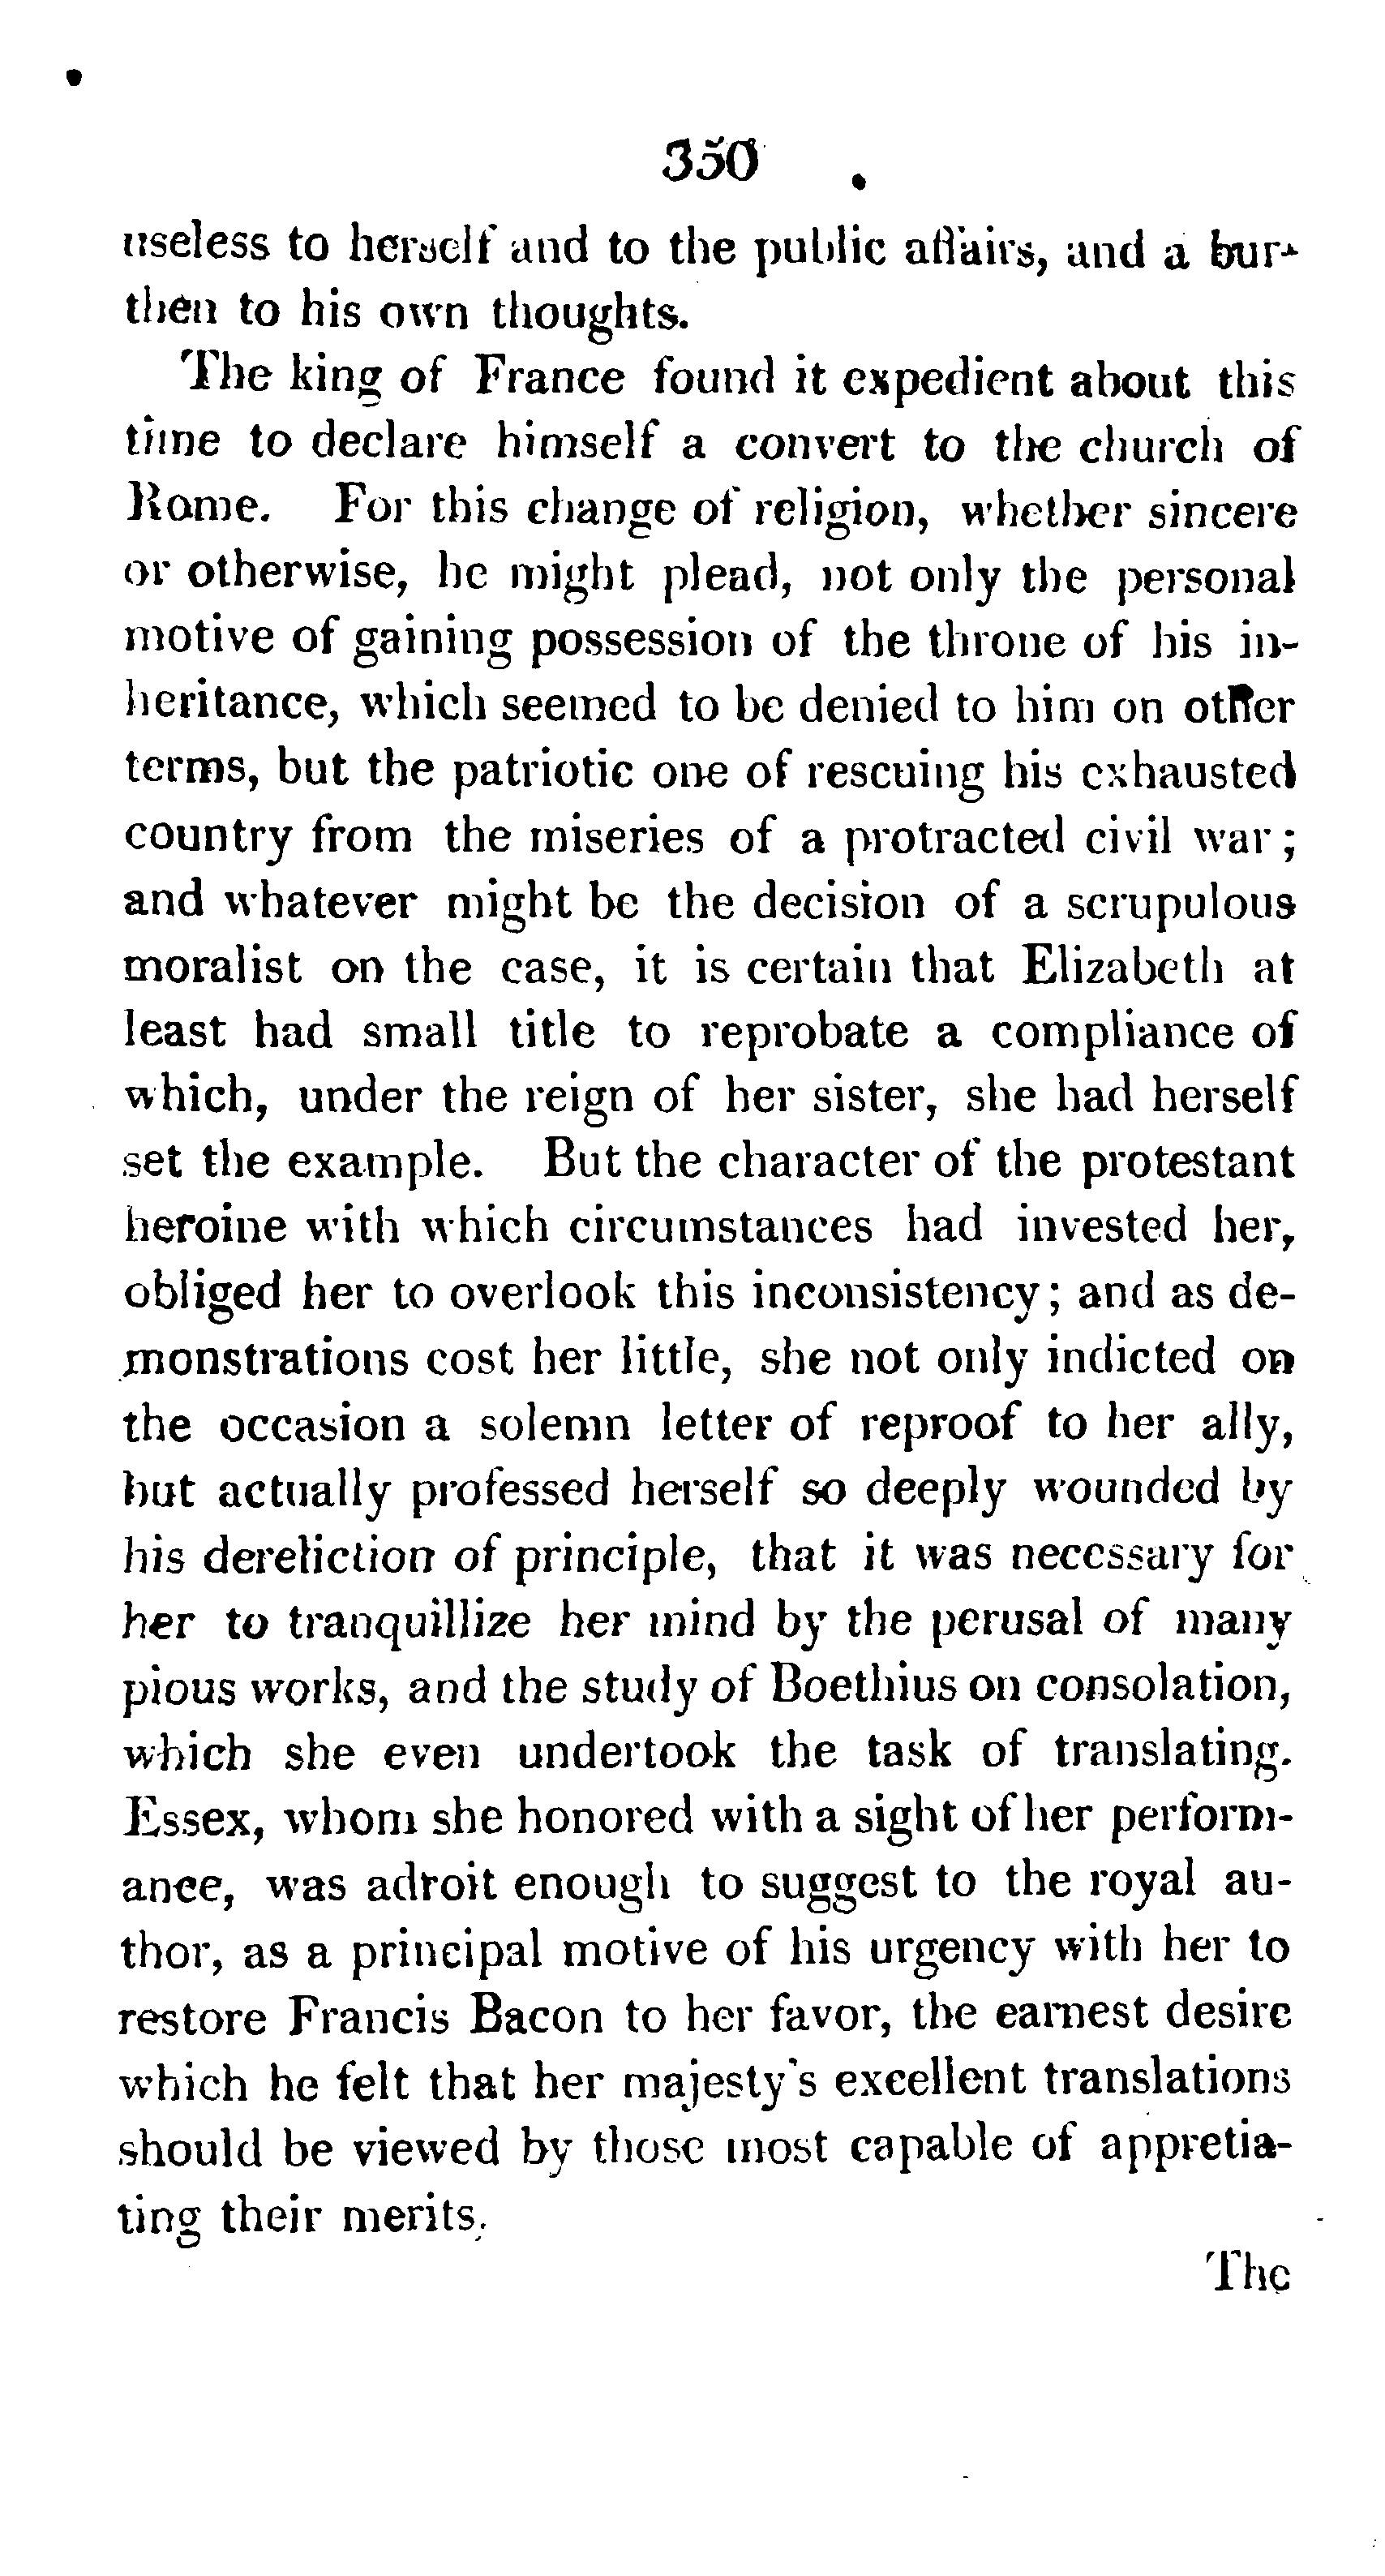 350
useless to herself and to the public affairs, and a bur-
then to his own thoughts.
The king of France found it expedient about this
time to declare himself a convert to the church of
Rome. For this change of religion, whether sincere
or otherwise, he might plead, not only the personal
motive of gaining possession of the throne of his in-
heritance, which seemed to be denied to him on other
terms, but the patriotic one of rescuing his exhausted
country from the miseries of a protracted civil war;
and whatever might be the decision of a scrupulous
moralist on the case, it is certain that Elizabeth at
least had small title to reprobate a compliance of
which, under the reign of her sister, she had herself
set the example. But the character of the protestant
heroine with which circumstances had invested her,
obliged her to overlook this inconsistency; and as de-
monstrations cost her little, she not only indicted on
the occasion a solemn letter of reproof to her ally,
but actually professed herself so deeply wounded by
his dereliction of principle, that it was necessary for
her to tranquillize her mind by the perusal of many
pious works, and the study of Boethius on consolation,
which she even undertook the task of translating.
Essex, whom she honored with a sight of her perform-
ance, was adroit enough to suggest to the royal au-
thor, as a principal motive of his urgency with her to
restore Francis Bacon to her favor, the earnest desire
which he felt that her majesty's excellent translations
should be viewed by those most capable of appretia-
ting their merits.
The